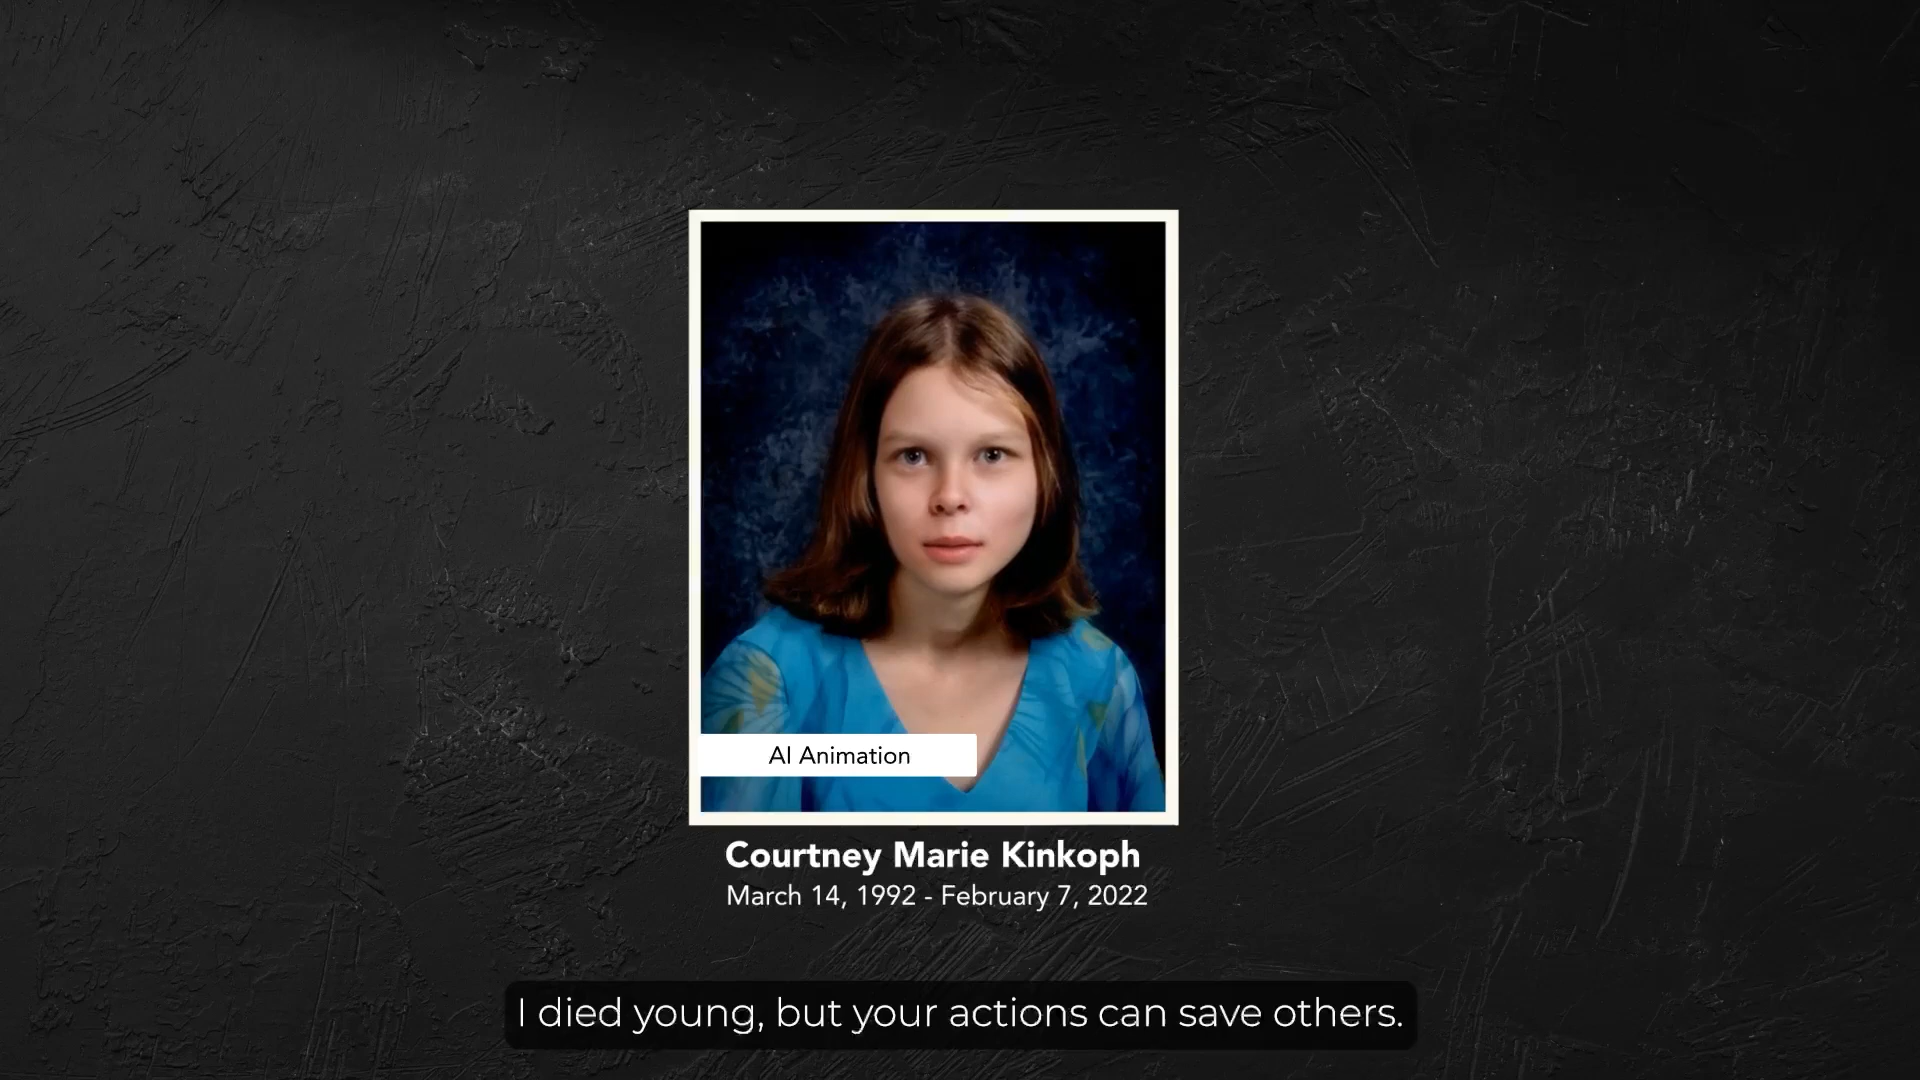 AI Animation
Courtney Marie Kinkoph
March 14, 1992 - February 7, 2022
I died young, but your actions can save others.